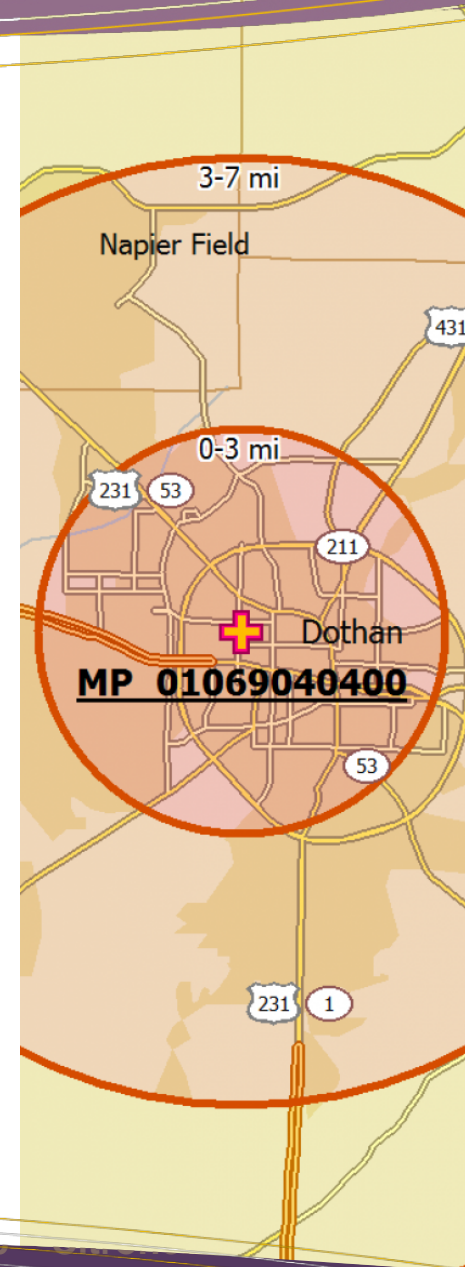 3-7 mi
Napier Field
431
0-3 mi
231 53
211
Dothan
MP 01069040400
53
231 1